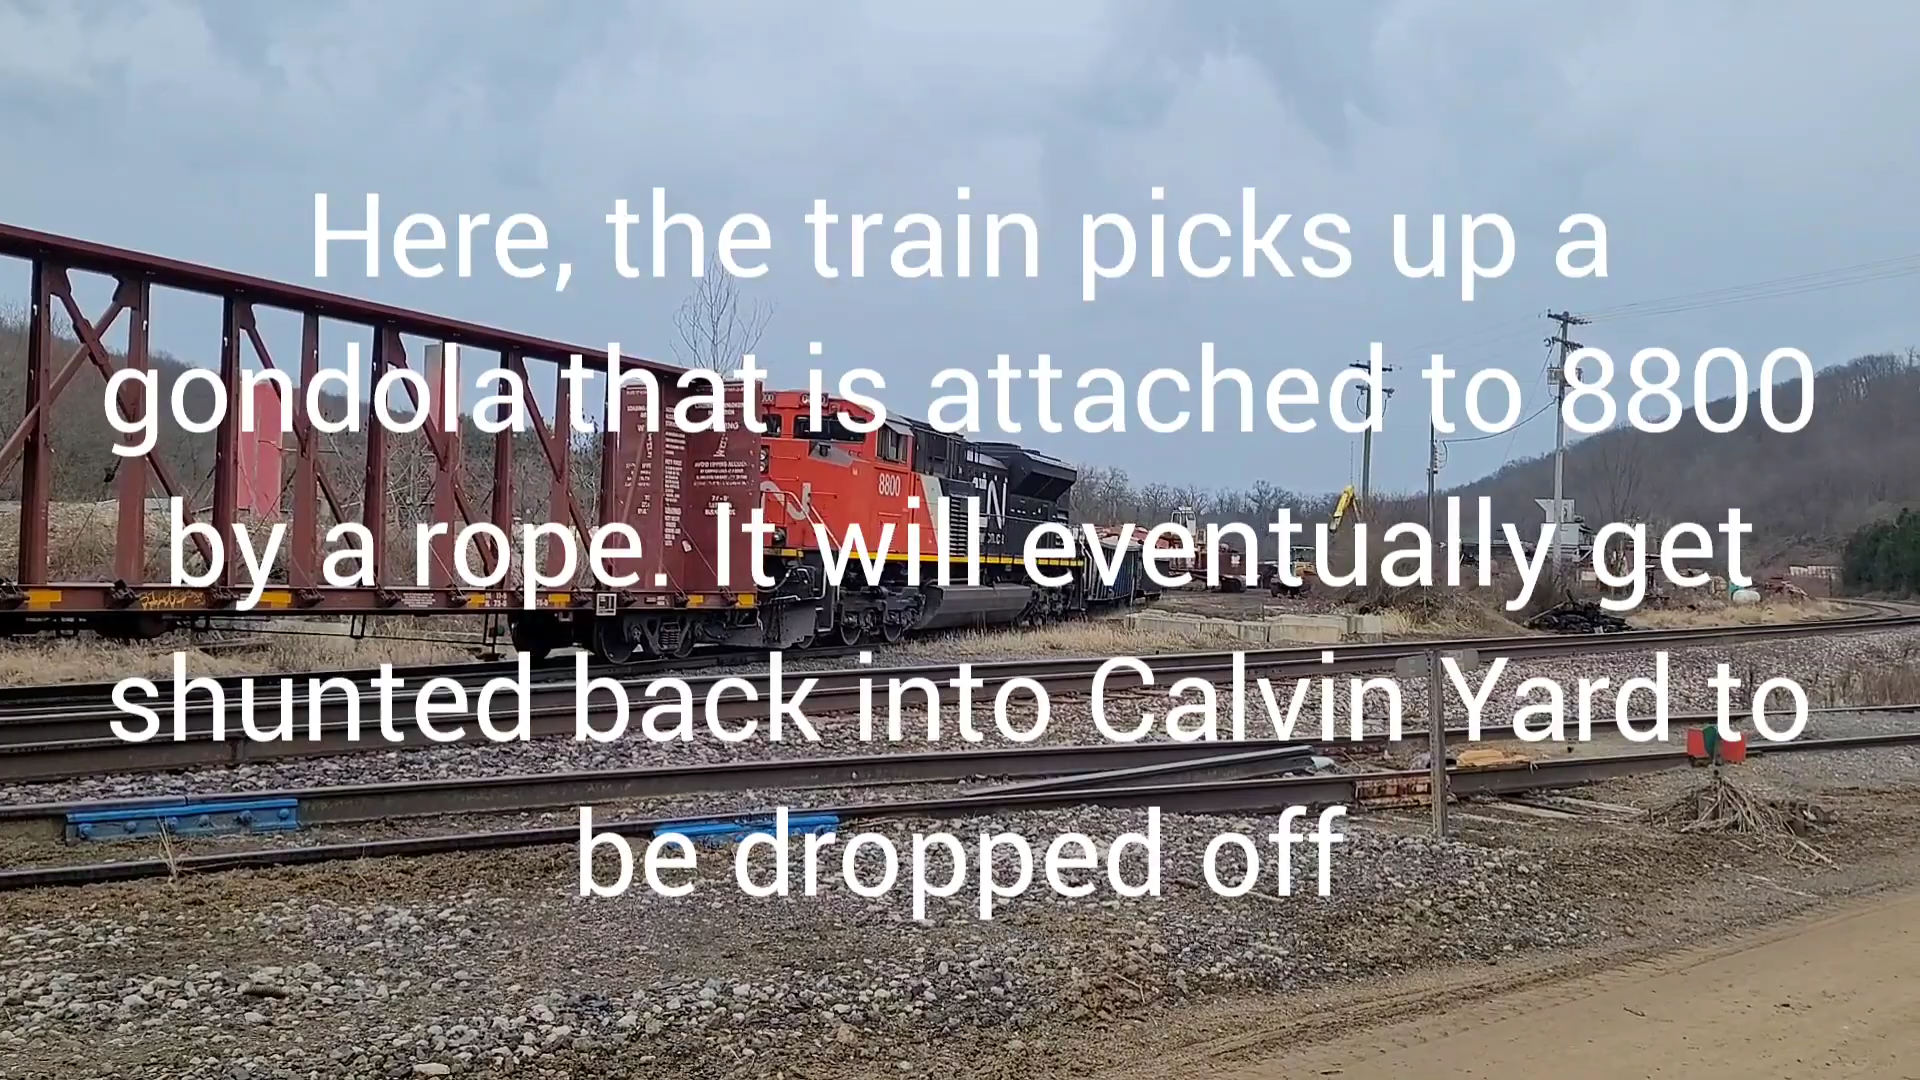 Here, the train picks up a
gondola that is attached to 8800
by a rope. It will eventually get
shunted back into Calvin Yard to
be dropped off
8800